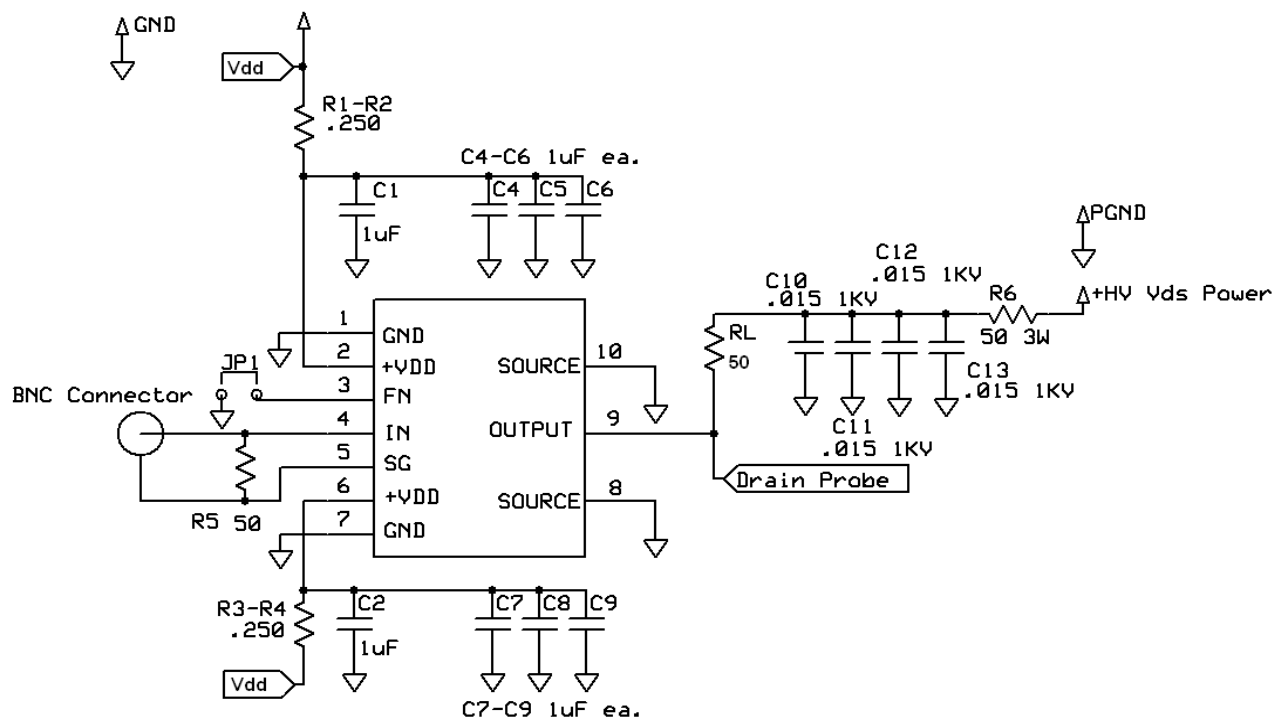 GND
Vdd
R1-R2
.250
C4-C6 1uF ea.
C1
1uF
C4
C5
C6
PGND
C12
.015 1KV
C10
.015 1KV
+HV Vds Power
R6
50 3W
RL
50
C13
.015 1KV
C11
.015 1KV
1
GND
2
+VDD
JP1
3
FN
BNC Connector
4
IN
5
SG
6
+VDD
R5 50
7
GND
SOURCE
10
OUTPUT
9
SOURCE
8
Drain Probe
R3-R4
.250
C2
1uF
C7
C8
C9
Vdd
C7-C9 1uF ea.